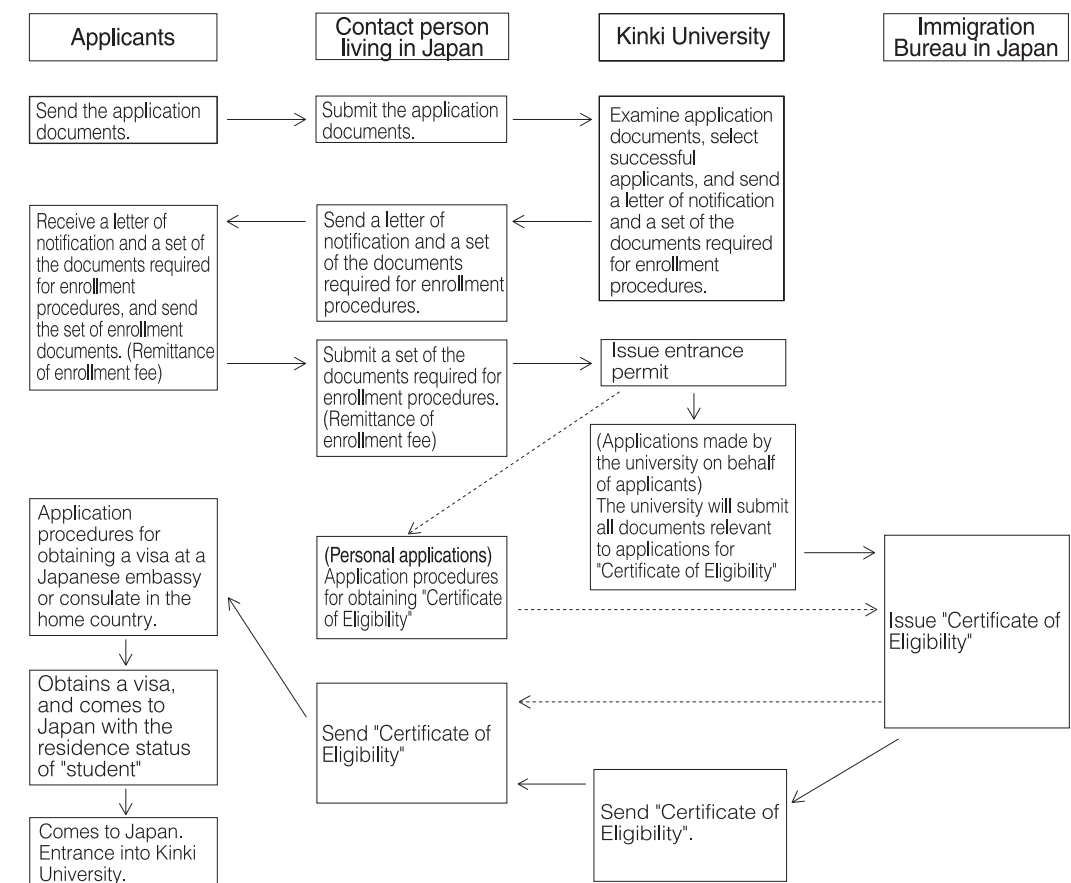 Applicants
Contact person
living in Japan
Kinki University
Immigration
Bureau in Japan
Send the application
documents.
Submit the application
documents.
Examine application
documents, select
successful
applicants, and send
a letter of notification
and a set of the
documents required
for enrollment
procedures.
Receive a letter of
notification and a set of
the documents required
for enrollment
procedures, and send
the set of enrollment
documents. (Remittance
of enrollment fee)
Send a letter of
notification and a set
of the documents
required for enrollment
procedures.
Submit a set of the
documents required for
enrollment procedures.
(Remittance of
enrollment fee)
Issue entrance
permit
(Applications made by
the university on behalf
of applicants)
The university will submit
all documents relevant
to applications for
"Certificate of Eligibility"
Application
procedures for
obtaining a visa at a
Japanese embassy
or consulate in the
home country.
(Personal applications)
Application procedures
for obtaining "Certificate
of Eligibility"
Issue "Certificate of
Eligibility"
Obtains a visa,
and comes to
Japan with the
residence status
of "student"
Send "Certificate of
Eligibility"
Send "Certificate of
Eligibility".
Comes to Japan.
Entrance into Kinki
University.